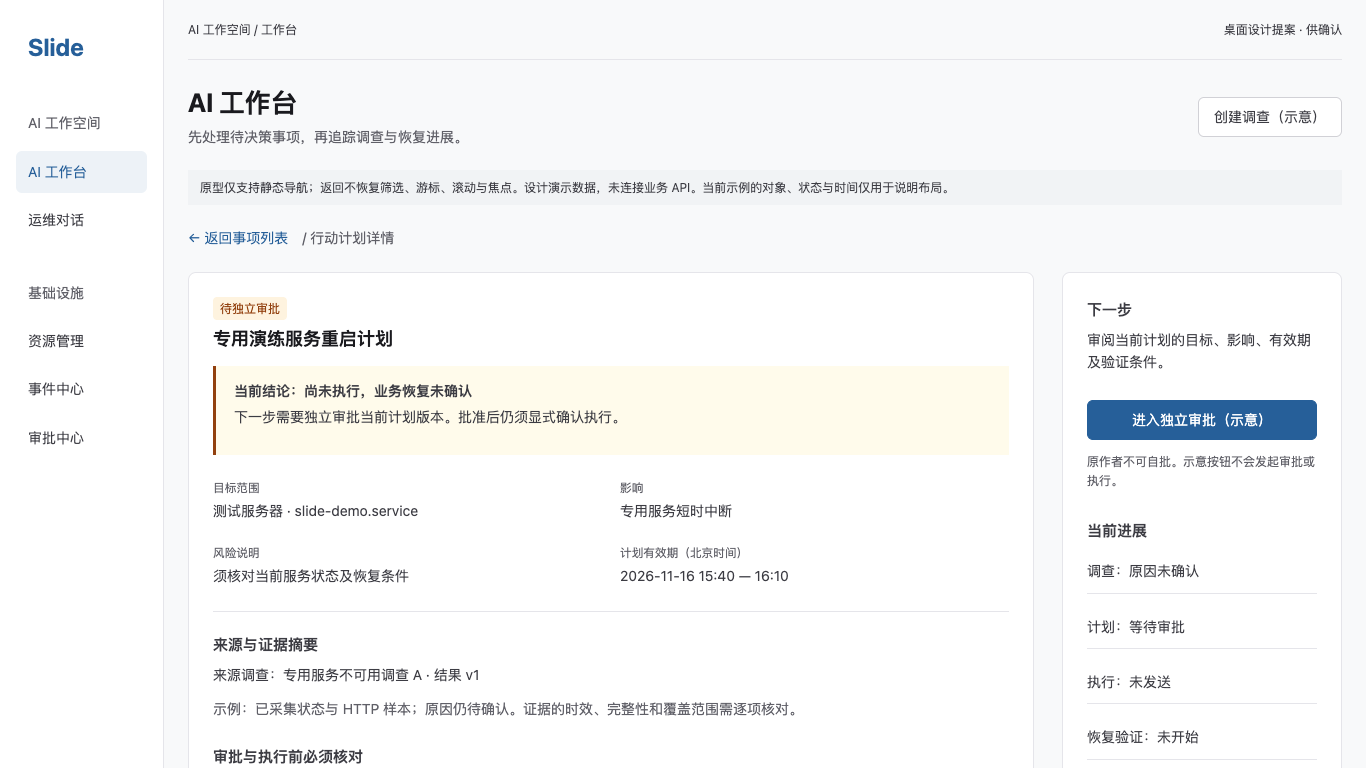 Slide
AI 工作空间
AI 工作台
运维对话
基础设施
资源管理
事件中心
审批中心
AI 工作空间 / 工作台
桌面设计提案 · 供确认
AI 工作台
先处理待决策事项，再追踪调查与恢复进展。
创建调查（示意）
原型仅支持静态导航；返回不恢复筛选、游标、滚动与焦点。设计演示数据，未连接业务 API。当前示例的对象、状态与时间仅用于说明布局。
← 返回事项列表 / 行动计划详情
待独立审批
专用演练服务重启计划
当前结论：尚未执行，业务恢复未确认
下一步需要独立审批当前计划版本。批准后仍须显式确认执行。
目标范围
测试服务器 · slide-demo.service
影响
专用服务短时中断
风险说明
须核对当前服务状态及恢复条件
计划有效期（北京时间）
2026-11-16 15:40 — 16:10
来源与证据摘要
来源调查：专用服务不可用调查 A · 结果 v1
示例：已采集状态与 HTTP 样本；原因仍待确认。证据的时效、完整性和覆盖范围需逐项核对。
审批与执行前必须核对
下一步
审阅当前计划的目标、影响、有效期
及验证条件。
进入独立审批（示意）
原作者不可自批。示意按钮不会发起审批或
执行。
当前进展
调查：原因未确认
计划：等待审批
执行：未发送
恢复验证：未开始